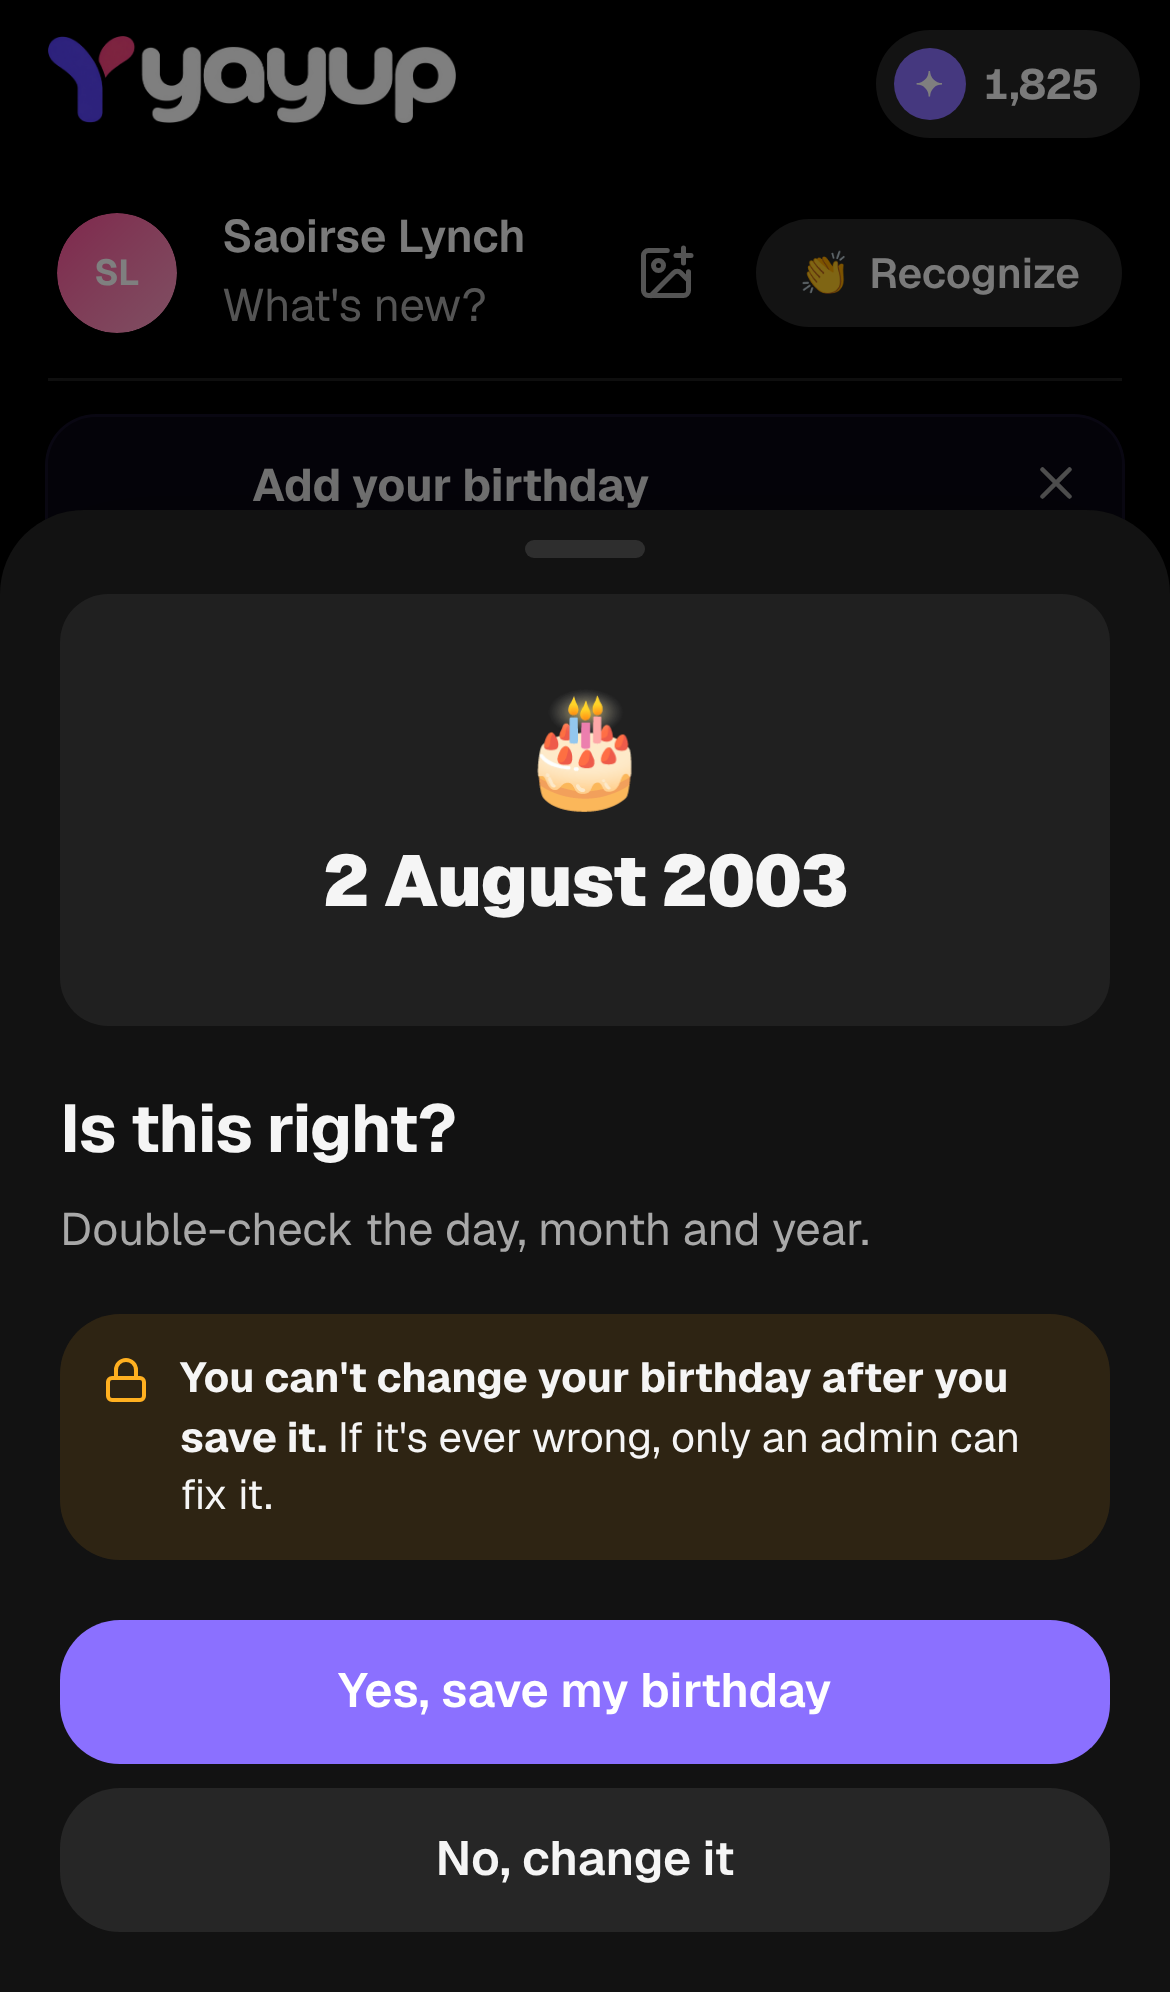 yayup
1,825
SL
Saoirse Lynch
What's new?
Recognize
Add your birthday
2 August 2003
Is this right?
Double-check the day, month and year.
You can't change your birthday after you
save it. If it's ever wrong, only an admin can
fix it.
Yes, save my birthday
No, change it